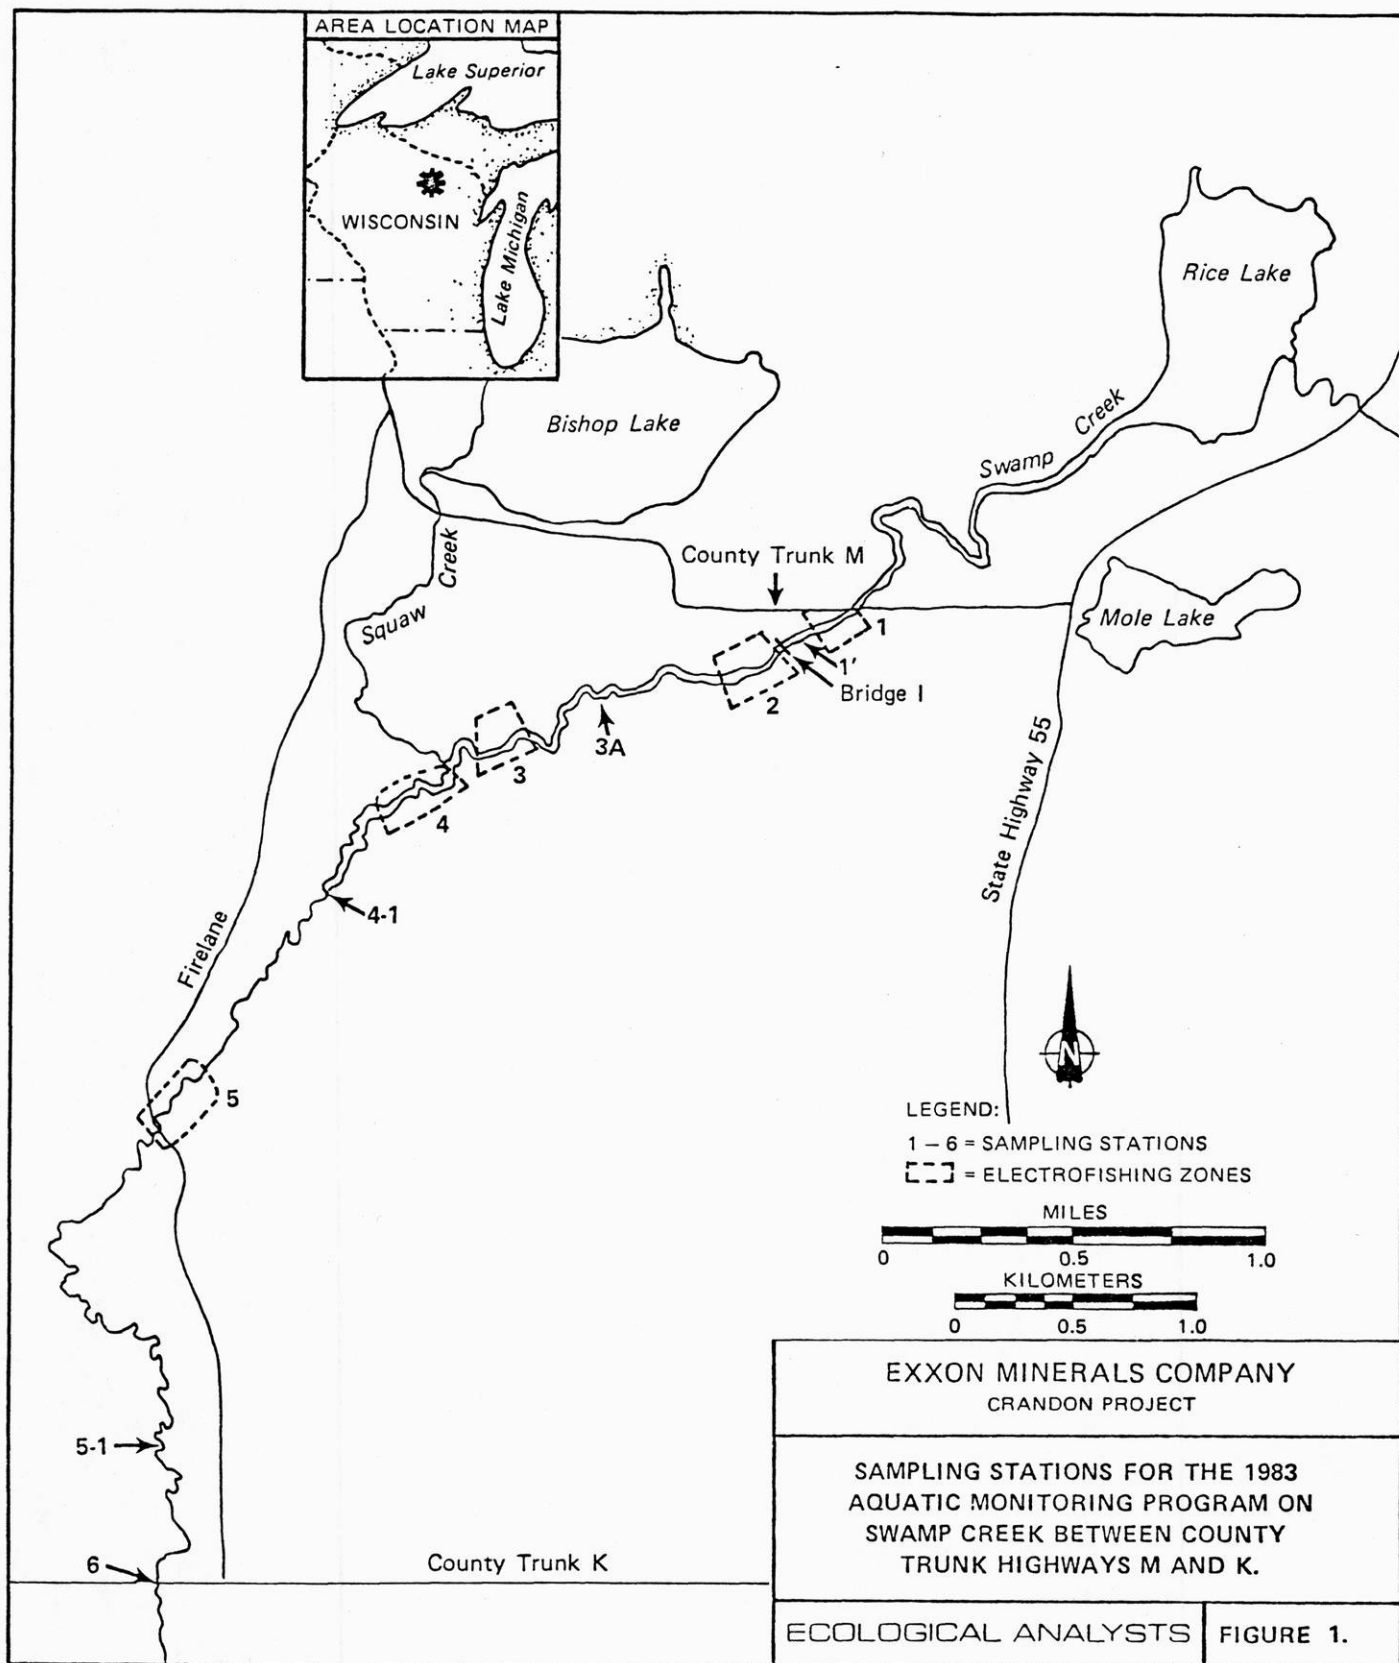 AREA LOCATION MAP
Lake Superior
WISCONSIN
Lake Michigan
Rice Lake
Bishop Lake
Swamp Creek
County Trunk M
Squaw Creek
Mole Lake
1
1'
Bridge I
2
3A
3
4
4-1
State Highway 55
Firelane
5
N
LEGEND:
1 – 6 = SAMPLING STATIONS
= ELECTROFISHING ZONES
MILES
0 0.5 1.0
KILOMETERS
0 0.5 1.0
5-1
6
County Trunk K
EXXON MINERALS COMPANY
CRANDON PROJECT
SAMPLING STATIONS FOR THE 1983
AQUATIC MONITORING PROGRAM ON
SWAMP CREEK BETWEEN COUNTY
TRUNK HIGHWAYS M AND K.
ECOLOGICAL ANALYSTS
FIGURE 1.